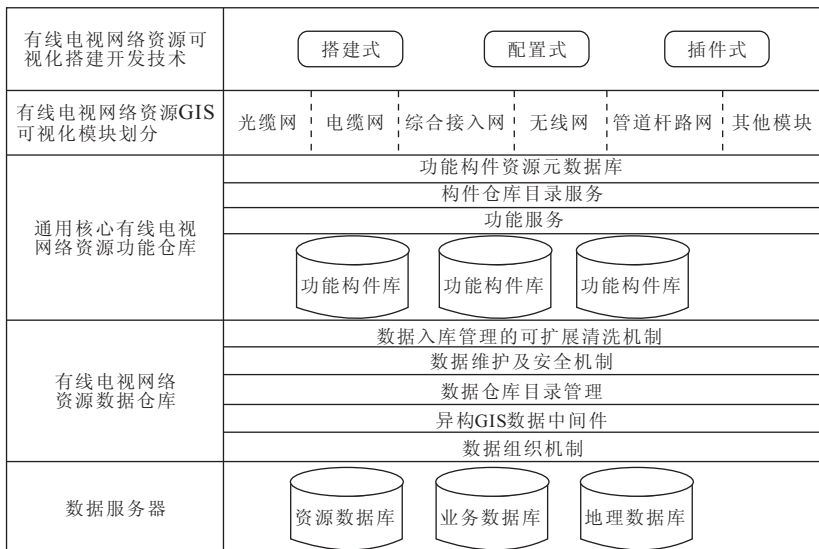 有线电视网络资源可
视化搭建开发技术
搭建式
配置式
插件式
有线电视网络资源GIS
可视化模块划分
光缆网
电缆网
综合接入网
无线网
管道杆路网
其他模块
通用核心有线电视
网络资源功能仓库
功能构件资源元数据库
构件仓库目录服务
功能服务
功能构件库
功能构件库
功能构件库
有线电视网络
资源数据仓库
数据入库管理的可扩展清洗机制
数据维护及安全机制
数据仓库目录管理
异构GIS数据中间件
数据组织机制
数据服务器
资源数据库
业务数据库
地理数据库